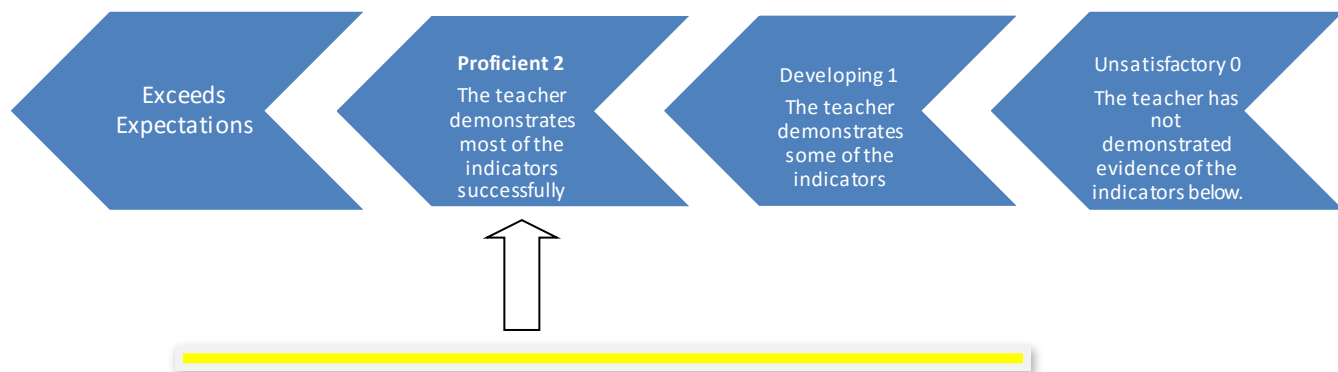 Exceeds
Expectations
Proficient 2
The teacher
demonstrates
most of the
indicators
successfully
Developing 1
The teacher
demonstrates
some of the
indicators
Unsatisfactory 0
The teacher has
not
demonstrated
evidence of the
indicators below.